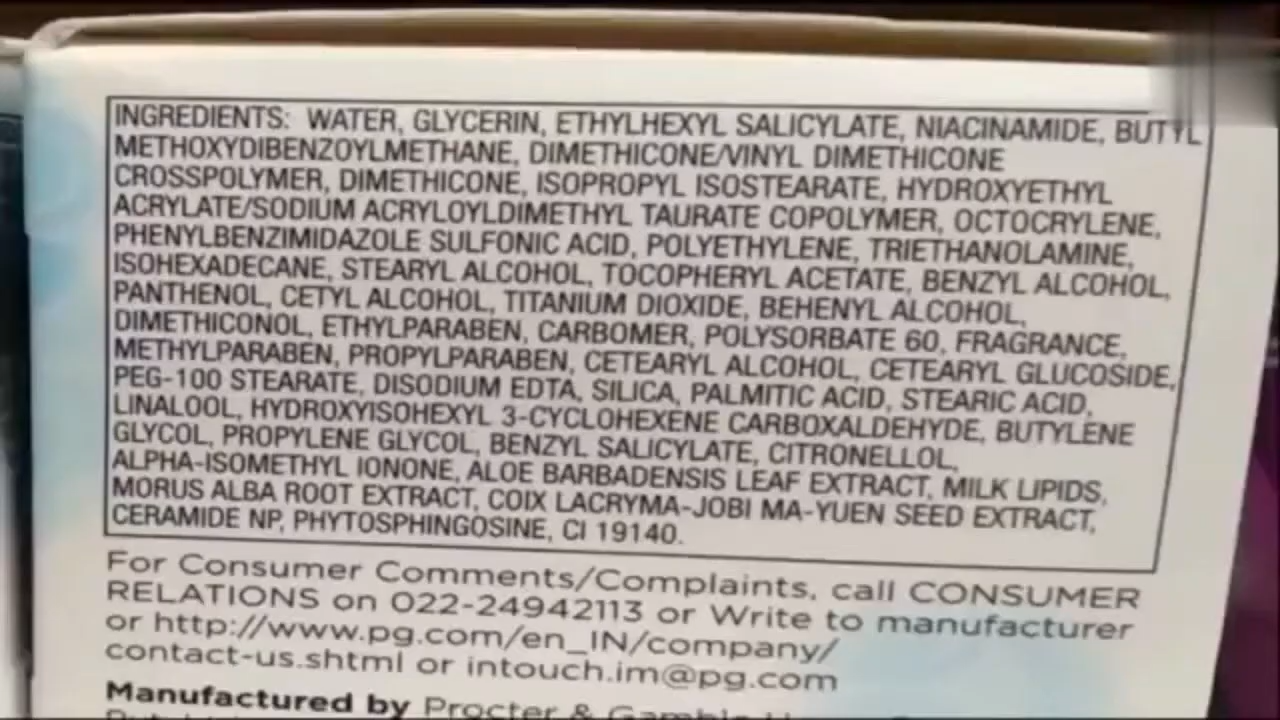 INGREDIENTS: WATER, GLYCERIN, ETHYLHEXYL SALICYLATE, NIACINAMIDE, BUTYL
METHOXYDIBENZOYLMETHANE, DIMETHICONE/VINYL DIMETHICONE
CROSSPOLYMER, DIMETHICONE, ISOPROPYL ISOSTEARATE, HYDROXYETHYL
ACRYLATE/SODIUM ACRYLOYLDIMETHYL TAURATE COPOLYMER, OCTOCRYLENE,
PHENYLBENZIMIDAZOLE SULFONIC ACID, POLYETHYLENE, TRIETHANOLAMINE,
ISOHEXADECANE, STEARYL ALCOHOL, TOCOPHERYL ACETATE, BENZYL ALCOHOL,
PANTHENOL, CETYL ALCOHOL, TITANIUM DIOXIDE, BEHENYL ALCOHOL,
DIMETHICONOL, ETHYLPARABEN, CARBOMER, POLYSORBATE 60, FRAGRANCE,
METHYLPARABEN, PROPYLPARABEN, CETEARYL ALCOHOL, CETEARYL GLUCOSIDE,
PEG-100 STEARATE, DISODIUM EDTA, SILICA, PALMITIC ACID, STEARIC ACID,
LINALOOL, HYDROXYISOHEXYL 3-CYCLOHEXENE CARBOXALDEHYDE, BUTYLENE
GLYCOL, PROPYLENE GLYCOL, BENZYL SALICYLATE, CITRONELLOL,
ALPHA-ISOMETHYL IONONE, ALOE BARBADENSIS LEAF EXTRACT, MILK LIPIDS,
MORUS ALBA ROOT EXTRACT, COIX LACRYMA-JOBI MA-YUEN SEED EXTRACT,
CERAMIDE NP, PHYTOSPHINGOSINE, CI 19140.
For Consumer Comments/Complaints, call CONSUMER
RELATIONS on 022-24942113 or Write to manufacturer
or http://www.pg.com/en_IN/company/
contact-us.shtml or intouch.im@pg.com
Manufactured by Procter & Gamble